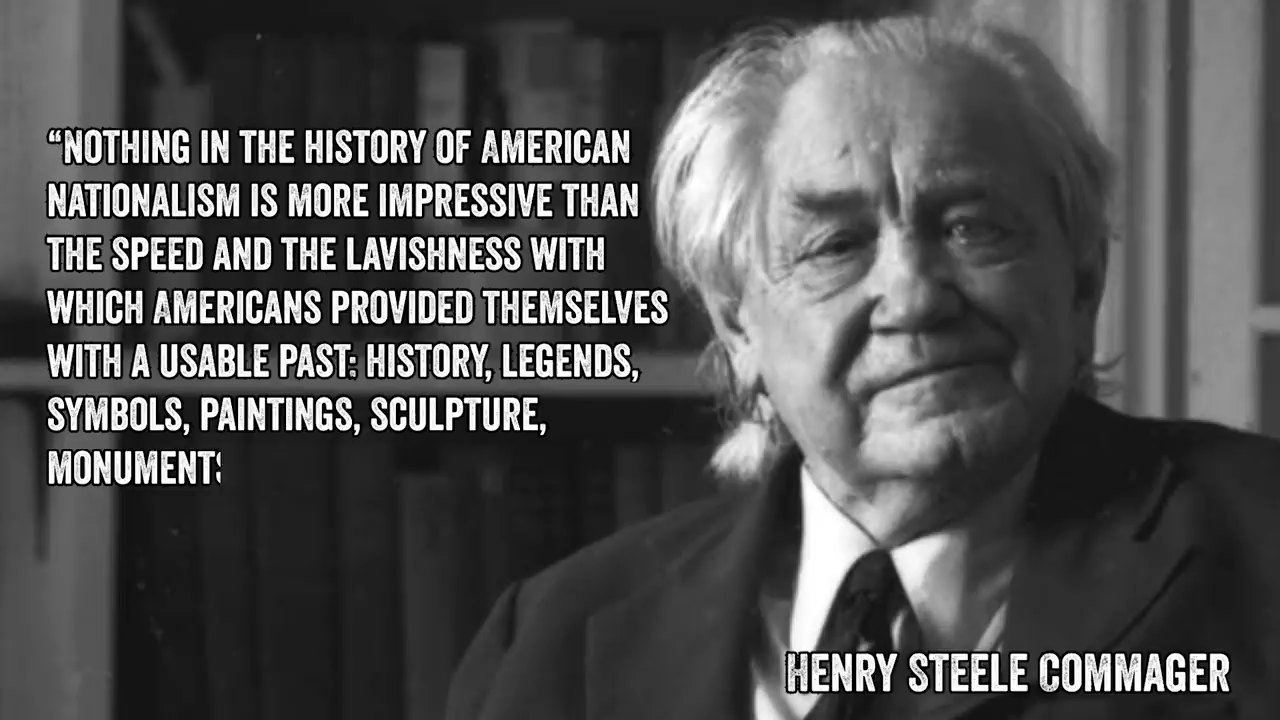 “NOTHING IN THE HISTORY OF AMERICAN
NATIONALISM IS MORE IMPRESSIVE THAN
THE SPEED AND THE LAVISHNESS WITH
WHICH AMERICANS PROVIDED THEMSELVES
WITH A USABLE PAST: HISTORY, LEGENDS,
SYMBOLS, PAINTINGS, SCULPTURE,
MONUMENTS
HENRY STEELE COMMAGER